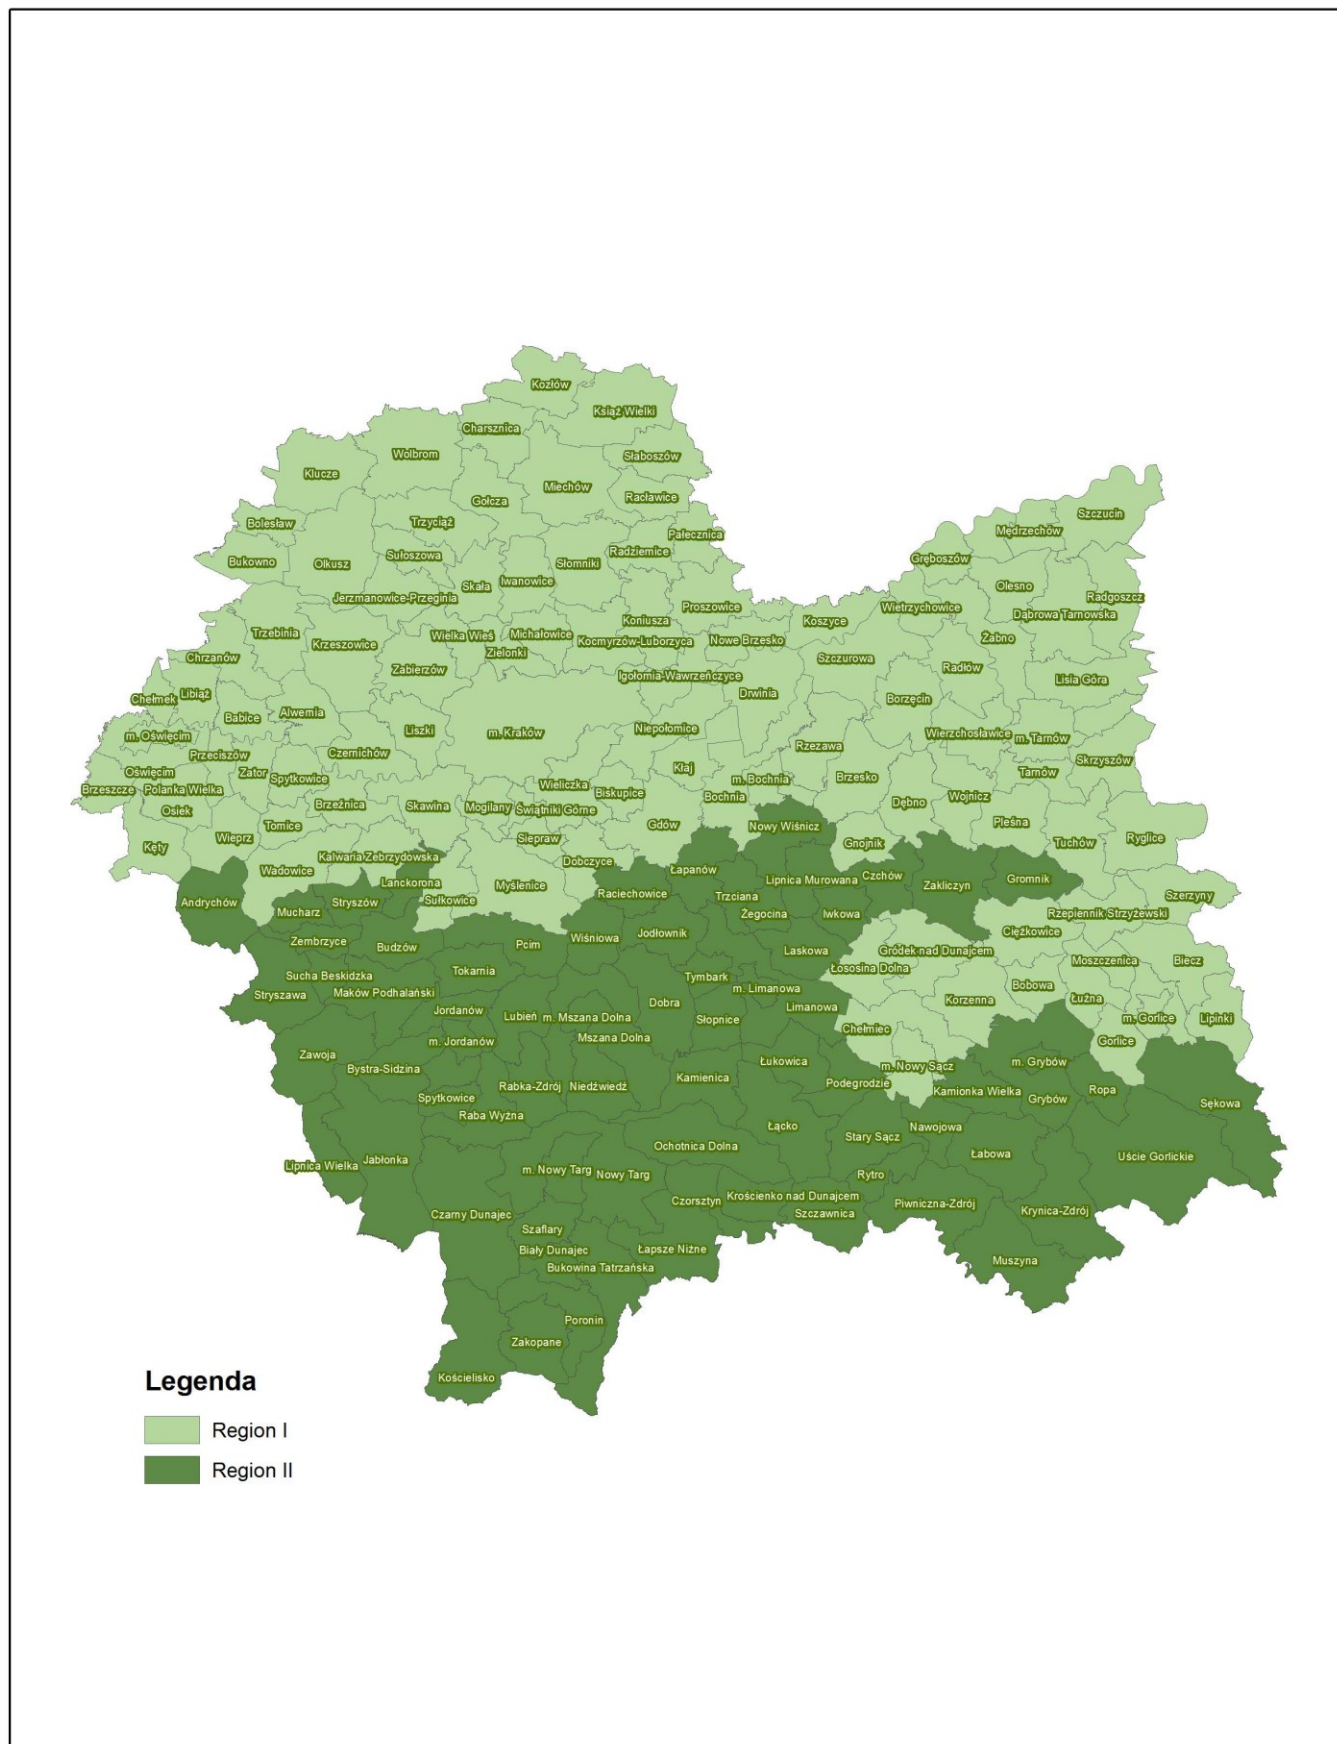 Kozłów
Książ Wielki
Charsznica
Wolbrom
Słaboszów
Klucze
Miechów
Racławice
Gołcza
Szczucin
Bolesław
Trzyciąż
Mędrzechów
Pałecznica
Radziemice
Sułoszowa
Gręboszów
Bukowno
Olkusz
Słomniki
Skała
Iwanowice
Olesno
Jerzmanowice-Przeginia
Radgoszcz
Proszowice
Wietrzychowice
Dąbrowa Tarnowska
Koniusza
Koszyce
Trzebinia
Wielka Wieś
Michałowice
Krzeszowice
Kocmyrzów-Luborzyca
Nowe Brzesko
Żabno
Zielonki
Chrzanów
Szczurowa
Zabierzów
Radłów
Igołomia-Wawrzeńczyce
Lisia Góra
Chełmek
Libiąż
Drwinia
Borzęcin
Babice
Alwernia
Liszki
m. Kraków
Niepołomice
Wierzchosławice
m. Oświęcim
m. Tarnów
Rzezawa
Przeciszów
Czernichów
Skrzyszów
Kłaj
Oświęcim
Zator
Spytkowice
Tarnów
m. Bochnia
Brzesko
Brzeszcze
Polanka Wielka
Wieliczka
Biskupice
Bochnia
Wojnicz
Dębno
Osiek
Brzeźnica
Skawina
Mogilany
Świątniki Górne
Gdów
Nowy Wiśnicz
Pleśna
Tomice
Wieprz
Siepraw
Ryglice
Kęty
Gnojnik
Tuchów
Kalwaria Zebrzydowska
Dobczyce
Wadowice
Łapanów
Lanckorona
Myślenice
Lipnica Murowana
Czchów
Zakliczyn
Gromnik
Raciechowice
Trzciana
Szerzyny
Andrychów
Stryszów
Sułkowice
Mucharz
Żegocina
Iwkowa
Rzepiennik Strzyżewski
Ciężkowice
Jodłownik
Wiśniowa
Zembrzyce
Budzów
Pcim
Laskowa
Gródek nad Dunajcem
Moszczenica
Biecz
Tokarnia
Łososina Dolna
Sucha Beskidzka
Tymbark
Bobowa
Stryszawa
Maków Podhalański
m. Limanowa
Dobra
Korzenna
Łużna
Jordanów
Limanowa
Lubień
m. Mszana Dolna
Słopnice
m. Gorlice
Lipinki
Chełmiec
Mszana Dolna
m. Jordanów
Gorlice
Zawoja
Łukowica
m. Grybów
Bystra-Sidzina
m. Nowy Sącz
Kamienica
Podegrodzie
Rabka-Zdrój
Niedźwiedź
Kamionka Wielka
Ropa
Spytkowice
Grybów
Sękowa
Raba Wyżna
Łącko
Nawojowa
Stary Sącz
Ochotnica Dolna
Łabowa
Uście Gorlickie
Jabłonka
Lipnica Wielka
m. Nowy Targ
Nowy Targ
Rytro
Krościenko nad Dunajcem
Czorsztyn
Piwniczna-Zdrój
Krynica-Zdrój
Czarny Dunajec
Szczawnica
Szaflary
Biały Dunajec
Łapsze Niżne
Muszyna
Bukowina Tatrzańska
Poronin
Zakopane
Kościelisko
Legenda
Region I
Region II